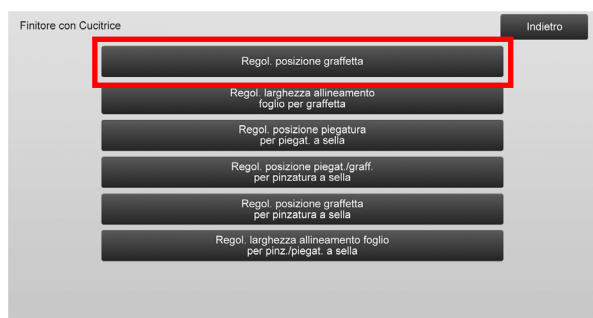 Finitore con Cucitrice
Indietro
Regol. posizione graffetta
Regol. larghezza allineamento
foglio per graffetta
Regol. posizione piegatura
per piegat. a sella
Regol. posizione piegat./graff.
per pinzatura a sella
Regol. posizione graffetta
per pinzatura a sella
Regol. larghezza allineamento foglio
per pinz./piegat. a sella